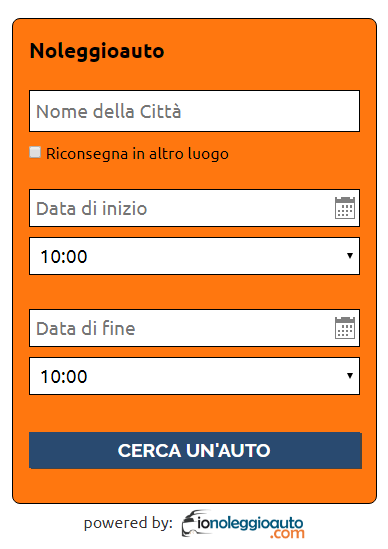 Noleggioauto
Nome della Città
Riconsegna in altro luogo
Data di inizio
10:00
Data di fine
10:00
CERCA UN'AUTO
powered by: ionoleggioauto
.com